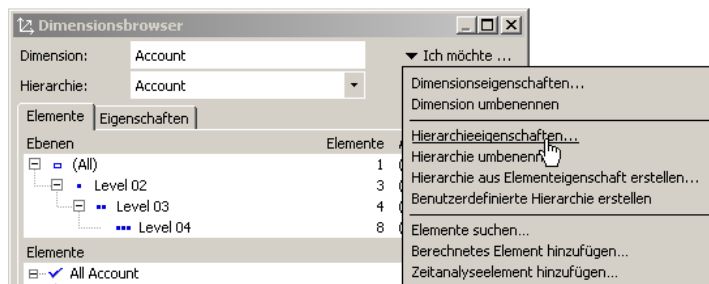 Dimensionsbrowser
Dimension: Account Ich möchte ...
Hierarchie: Account
Elemente Eigenschaften
Ebenen Elemente
(All) 1
Level 02 3
Level 03 4
Level 04 8
Elemente
All Account
Dimensionseigenschaften...
Dimension umbenennen
Hierarchieeigenschaften...
Hierarchie
Hierarchie aus Elementeigenschaft erstellen...
Benutzerdefinierte Hierarchie erstellen
Elemente suchen...
Berechnetes Element hinzufügen...
Zeitanalyseelement hinzufügen...